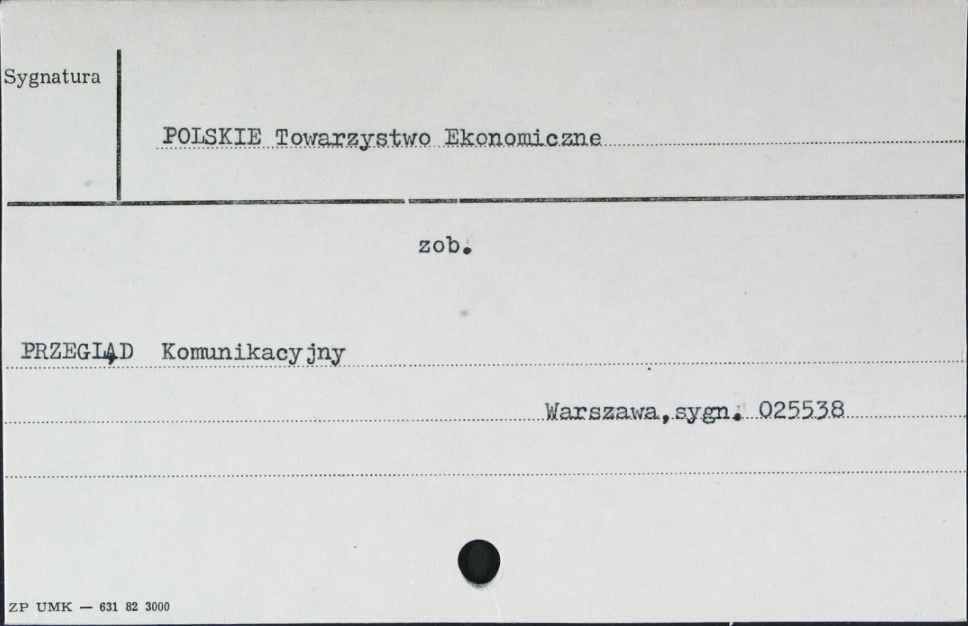 Sygnatura
POLSKIE Towarzystwo Ekonomiczne
zob.
PRZEGLĄD Komunikacyjny
Warszawa, sygn. 025538
ZP UMK — 631 82 3000